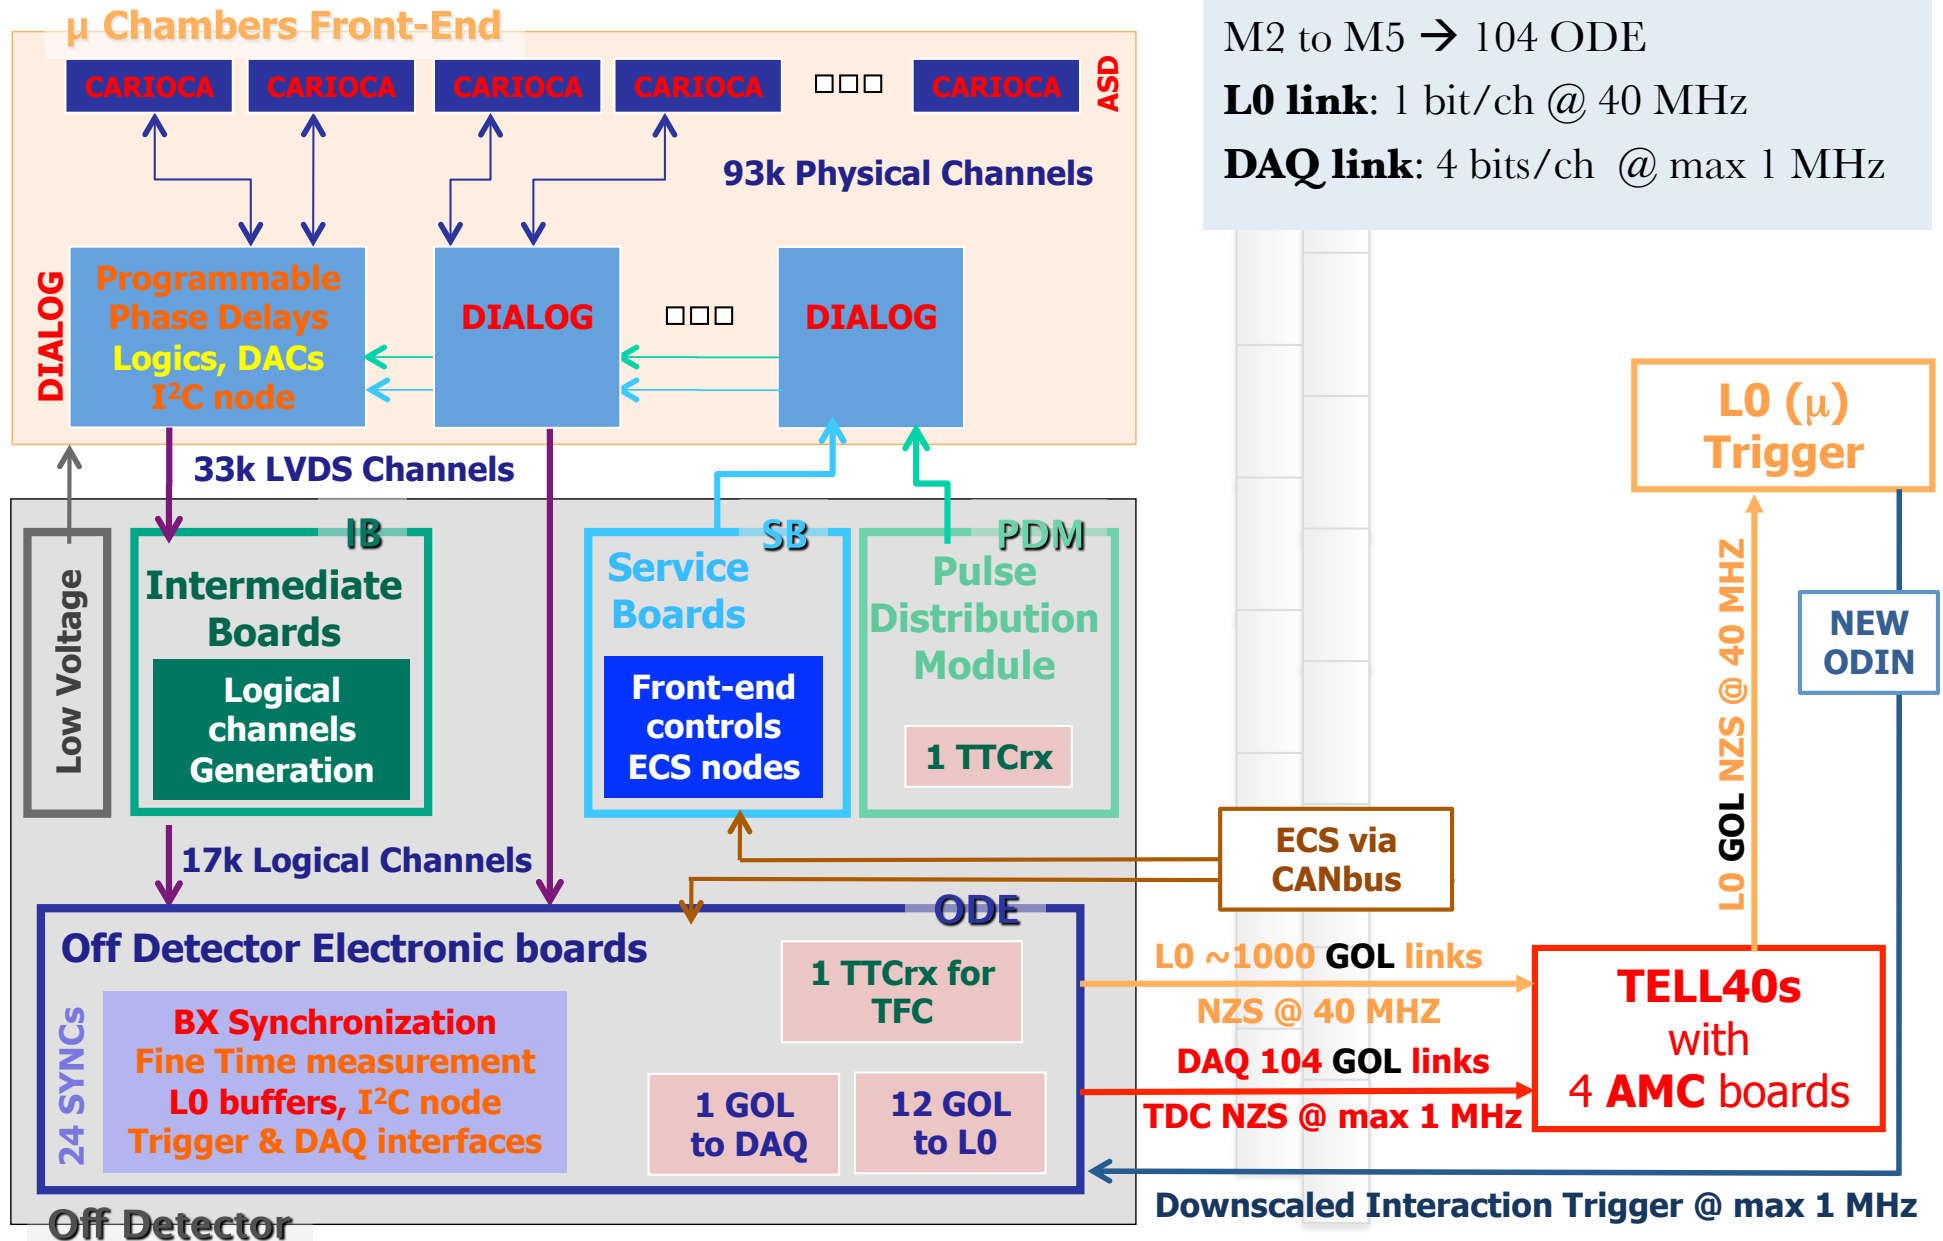 μ Chambers Front-End
CARIOCA CARIOCA CARIOCA CARIOCA CARIOCA
ASD
93k Physical Channels
DIALOG
Programmable
Phase Delays
Logics, DACs
I²C node
DIALOG
DIALOG
M2 to M5 → 104 ODE
L0 link: 1 bit/ch @ 40 MHz
DAQ link: 4 bits/ch @ max 1 MHz
33k LVDS Channels
Low Voltage
IB
Intermediate
Boards
Logical
channels
Generation
SB
Service
Boards
Front-end
controls
ECS nodes
PDM
Pulse
Distribution
Module
1 TTCrx
17k Logical Channels
ECS via
CANbus
L0 (μ)
Trigger
NEW
ODIN
L0 GOL NZS @ 40 MHZ
ODE
Off Detector Electronic boards
24 SYNCs
BX Synchronization
Fine Time measurement
L0 buffers, I²C node
Trigger & DAQ interfaces
1 TTCrx for
TFC
1 GOL
to DAQ
12 GOL
to L0
L0 ~1000 GOL links
NZS @ 40 MHZ
DAQ 104 GOL links
TDC NZS @ max 1 MHz
TELL40s
with
4 AMC boards
Downscaled Interaction Trigger @ max 1 MHz
Off Detector